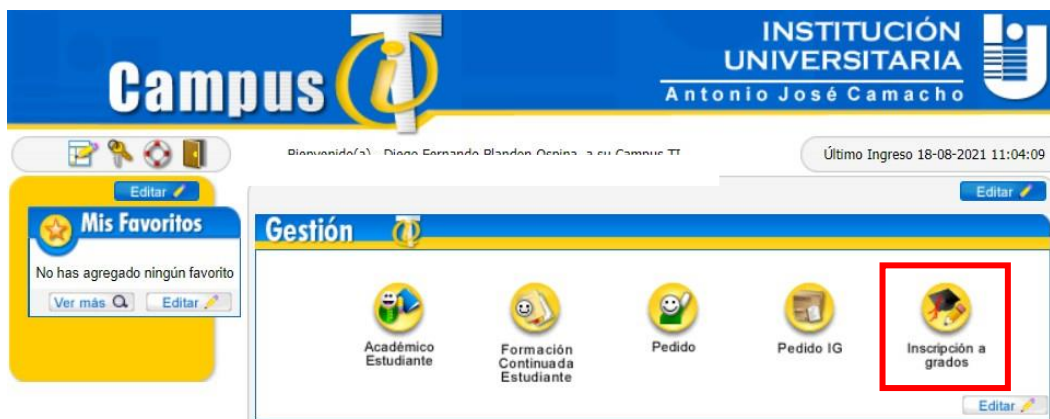 Campus TI
INSTITUCIÓN
UNIVERSITARIA
Antonio José Camacho
Bienvenido(a) Diego Fernando Blandon Ospina a su Campus TI
Último Ingreso 18-08-2021 11:04:09
Editar
Editar
Mis Favoritos
No has agregado ningún favorito
Ver más
Editar
Gestión
Académico
Estudiante
Formación
Continuada
Estudiante
Pedido
Pedido IG
Inscripción a
grados
Editar